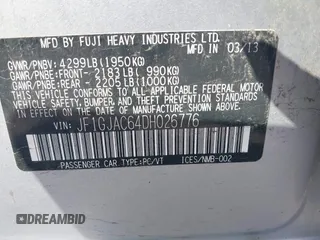 MFD BY FUJI HEAVY INDUSTRIES LTD.
GVWR/PNBV: 4299LB(1950KG) IN 03/13
GAWR/PNBE:FRONT- 2183LB( 990KG)
GAWR/PNBE:REAR - 2205LB(1000KG)
THIS VEHICLE CONFORMS TO ALL APPLICABLE
FEDERAL MOTOR VEHICLE SAFETY, BUMPER,
AND THEFT PREVENTION STANDARDS IN EFFECT ON
THE DATE OF MANUFACTURE SHOWN ABOVE.
VIN: JF1GJAC64DH026776
PASSENGER CAR.TYPE:PC/VT ICES/NMB-002
DREAMBID